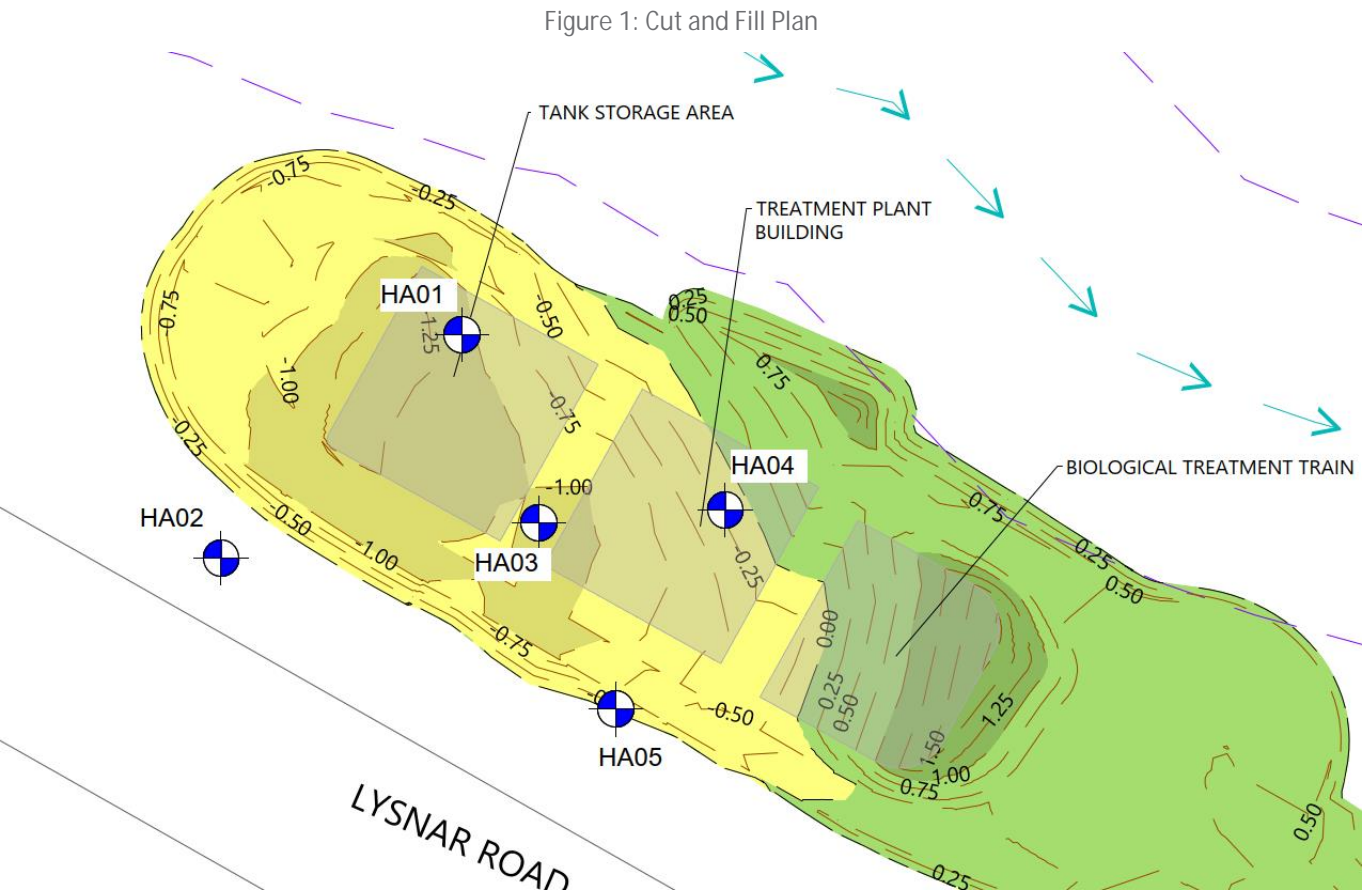 Figure 1: Cut and Fill Plan
TANK STORAGE AREA
-0.75
-0.25
TREATMENT PLANT
BUILDING
HA01
0.25
0.50
0.75
-1.25
-0.50
-1.00
0.75
-0.75
-0.25
HA04
BIOLOGICAL TREATMENT TRAIN
-1.00
0.75
HA02
-0.50
HA03
-1.00
-0.25
0.25
0.50
0.00
-0.75
0.25
0.50
-0.50
1.25
HA05
1.50
1.00
0.75
LYSNAR ROAD
0.50
0.25